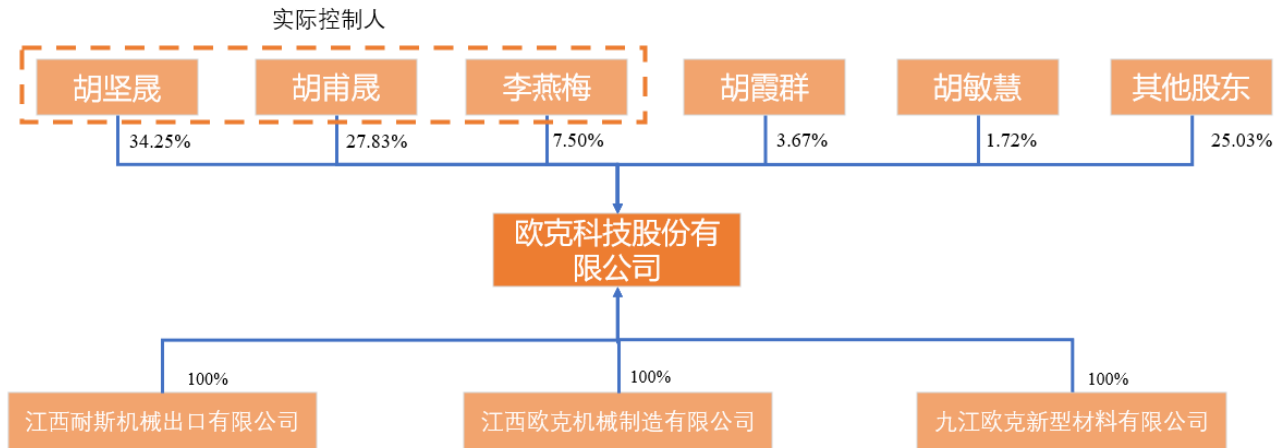 实际控制人
胡坚晟 胡甫晟 李燕梅 胡霞群 胡敏慧 其他股东
34.25% 27.83% 7.50% 3.67% 1.72% 25.03%
欧克科技股份有
限公司
100% 100% 100%
江西耐斯机械出口有限公司 江西欧克机械制造有限公司 九江欧克新型材料有限公司